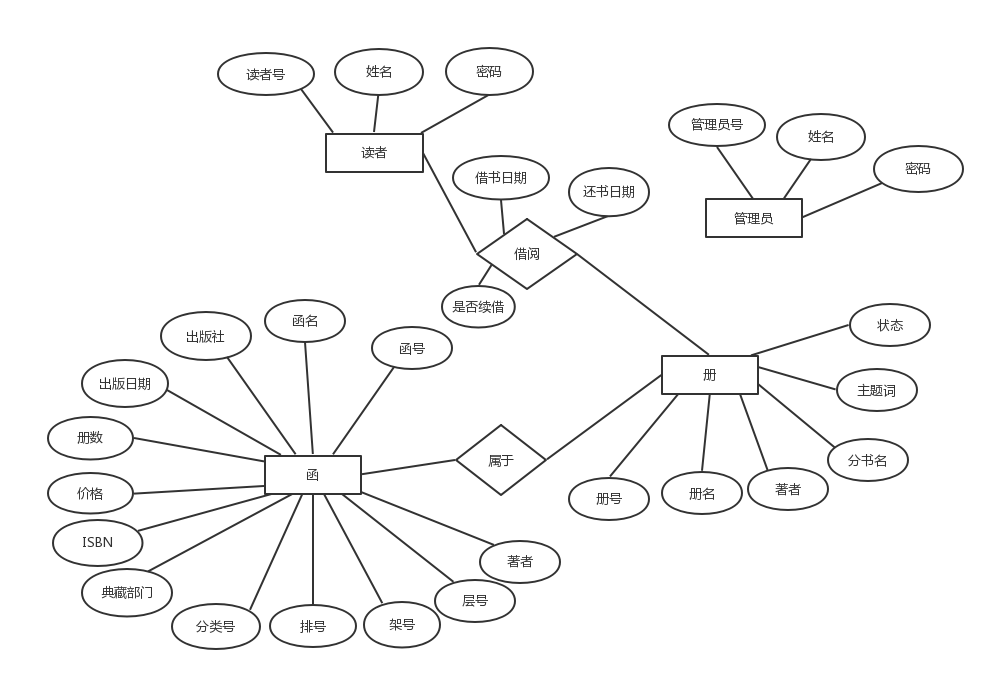 读者号
姓名
密码
读者
管理员号
姓名
密码
管理员
借书日期
还书日期
借阅
是否续借
出版社
函名
函号
出版日期
册数
价格
ISBN
典藏部门
函
分类号
排号
架号
层号
著者
属于
册
状态
主题词
分书名
著者
册名
册号